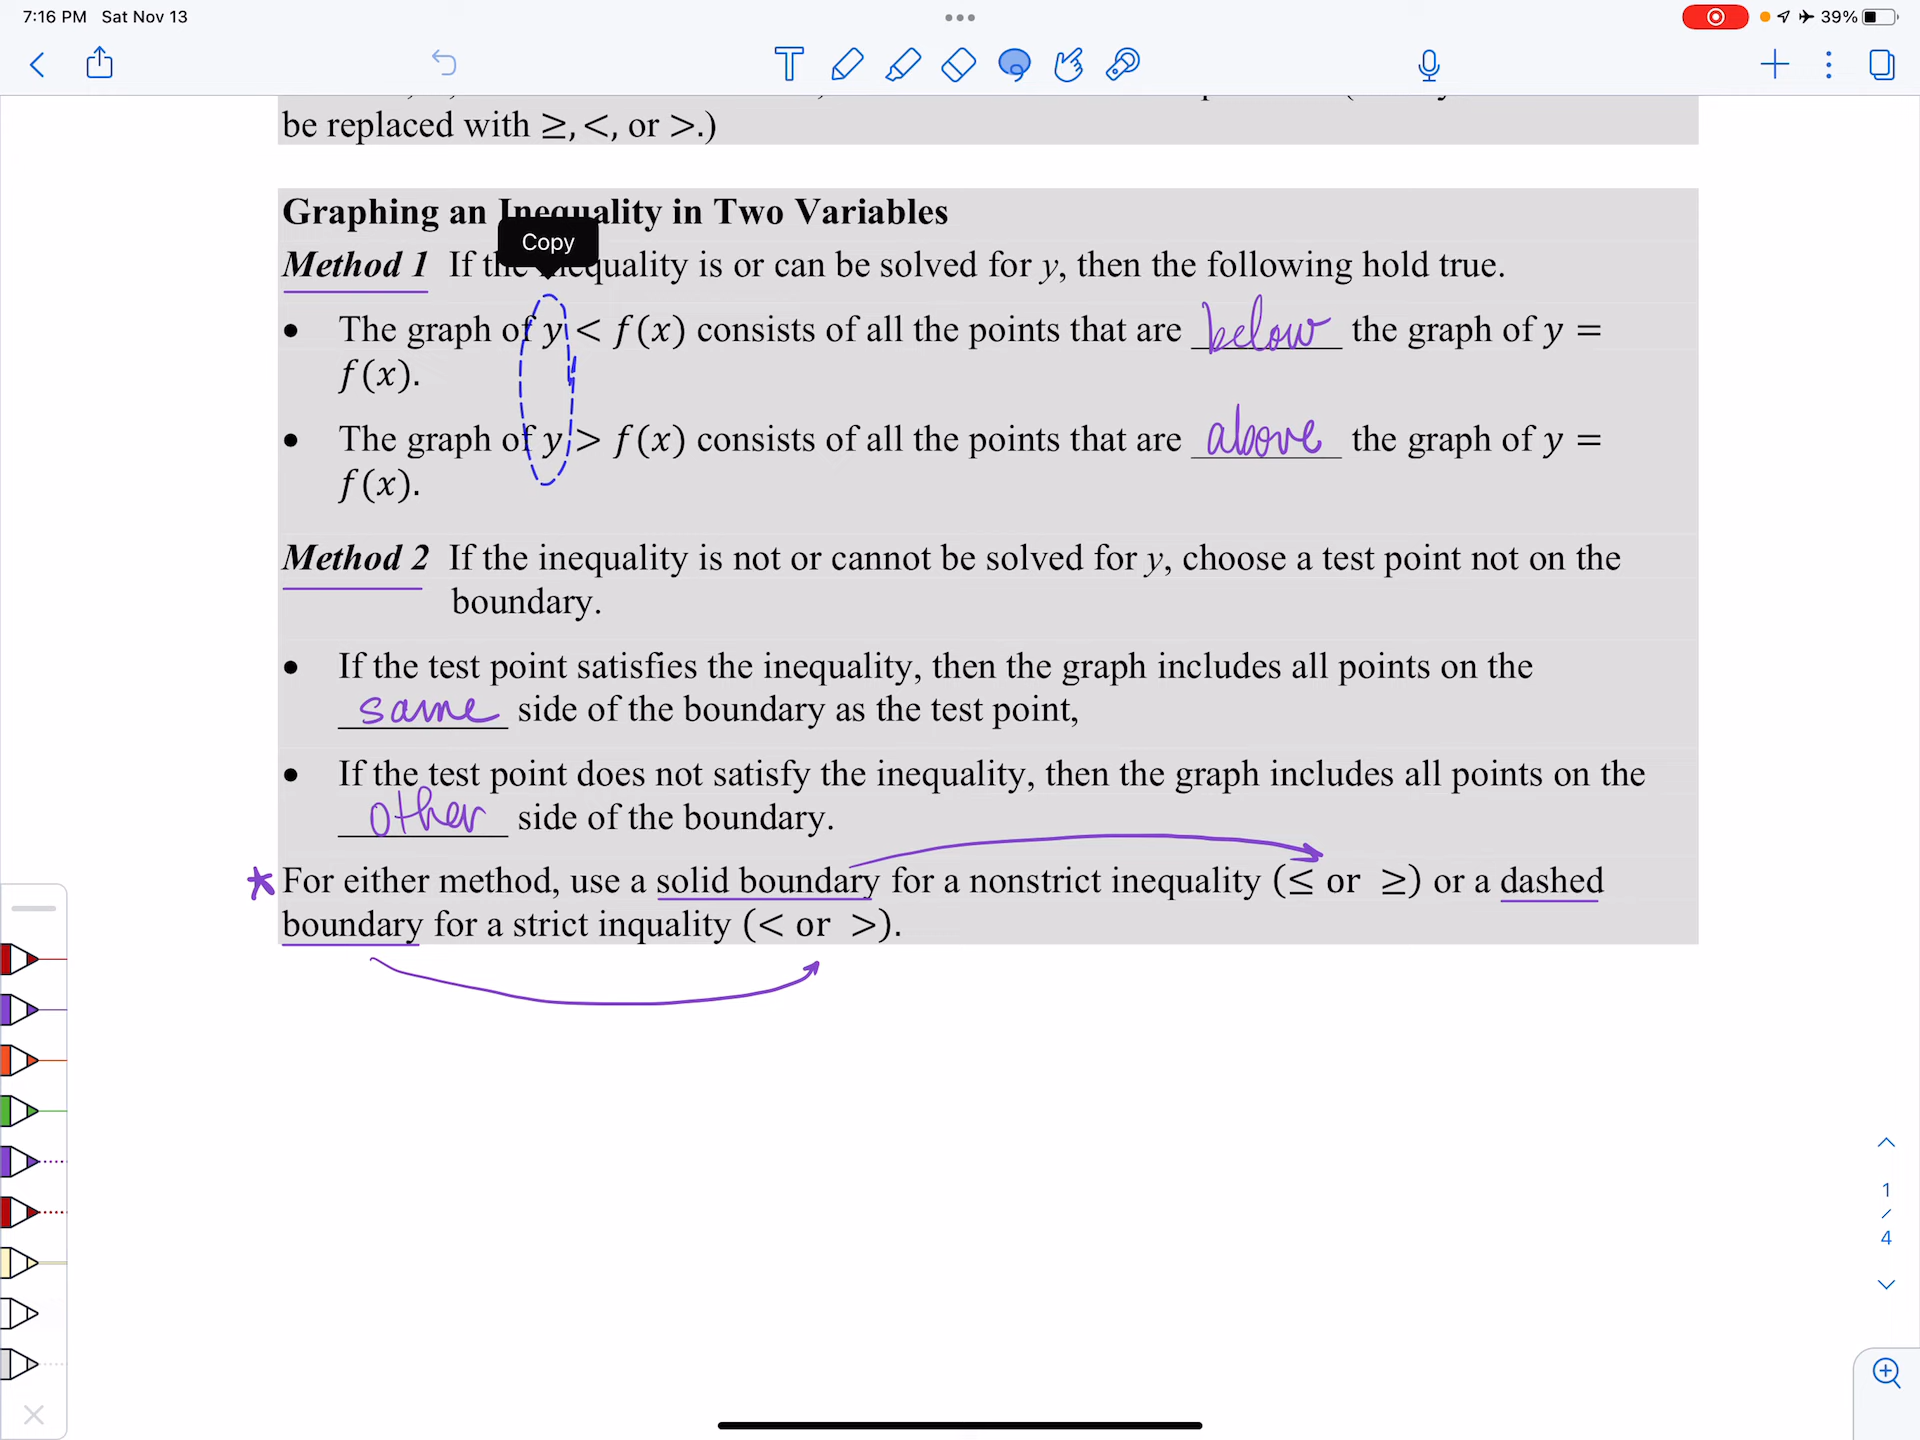 7:16 PM Sat Nov 13
39%
be replaced with ≥, <, or >.)
Graphing an Inequality in Two Variables
Copy
Method 1 If the inequality is or can be solved for y, then the following hold true.
• The graph of y < f(x) consists of all the points that are below the graph of y =
f(x).
• The graph of y > f(x) consists of all the points that are above the graph of y =
f(x).
Method 2 If the inequality is not or cannot be solved for y, choose a test point not on the
boundary.
• If the test point satisfies the inequality, then the graph includes all points on the
same side of the boundary as the test point,
• If the test point does not satisfy the inequality, then the graph includes all points on the
other side of the boundary.
* For either method, use a solid boundary for a nonstrict inequality (≤ or ≥) or a dashed
boundary for a strict inquality (< or >).
1
/
4